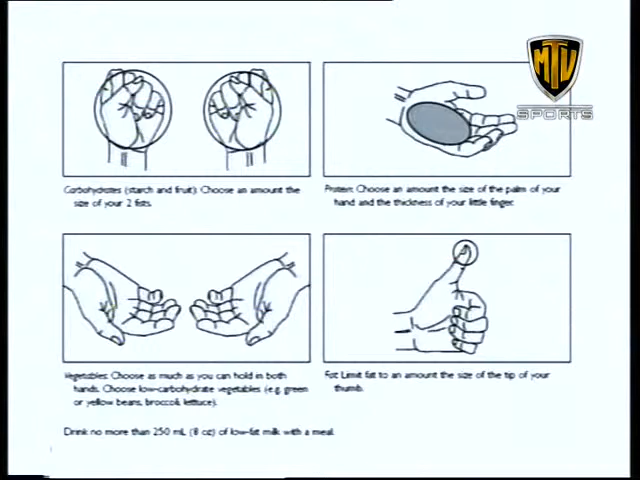 MTV
SPORTS
Carbohydrates (starch and fruit): Choose an amount the
size of your 2 fists.
Protein: Choose an amount the size of the palm of your
hand and the thickness of your little finger.
Vegetables: Choose as much as you can hold in both
hands. Choose low-carbohydrate vegetables (e.g. green
or yellow beans, broccoli, lettuce).
Fat: Limit fat to an amount the size of the tip of your
thumb.
Drink no more than 250 mL (8 oz) of low-fat milk with a meal.